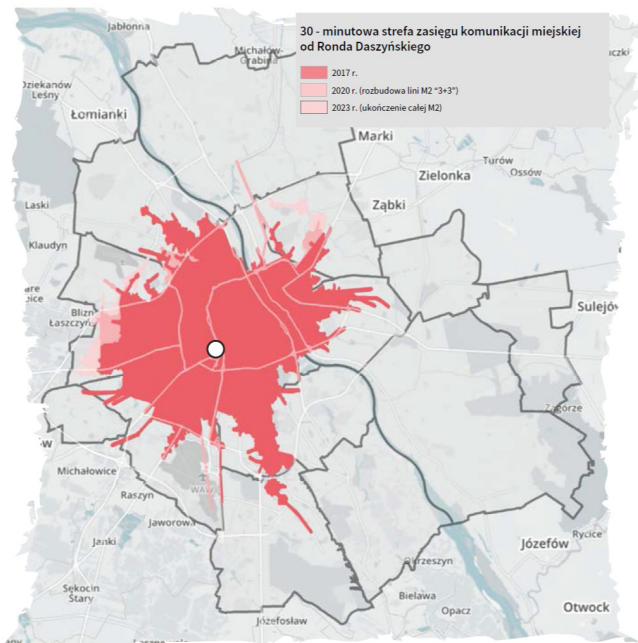 30 - minutowa strefa zasięgu komunikacji miejskiej
od Ronda Daszyńskiego
2017 r.
2020 r. (rozbudowa lini M2 "3+3")
2023 r. (ukończenie całej M2)
Jabłonna
Michałów-
Grabina
Dziekanów
Leśny
Łomianki
Marki
Zielonka
Turów
Ossów
Laski
Ząbki
Klaudyn
Blizn
Łaszczyń
Sulejów
Zagórze
Michałowice
Raszyn
WAW
Jaworowa
Janki
Sękocin
Stary
Józefosław
Okrzeszyn
Bielawa
Opacz
Józefów
Rycice
Otwock